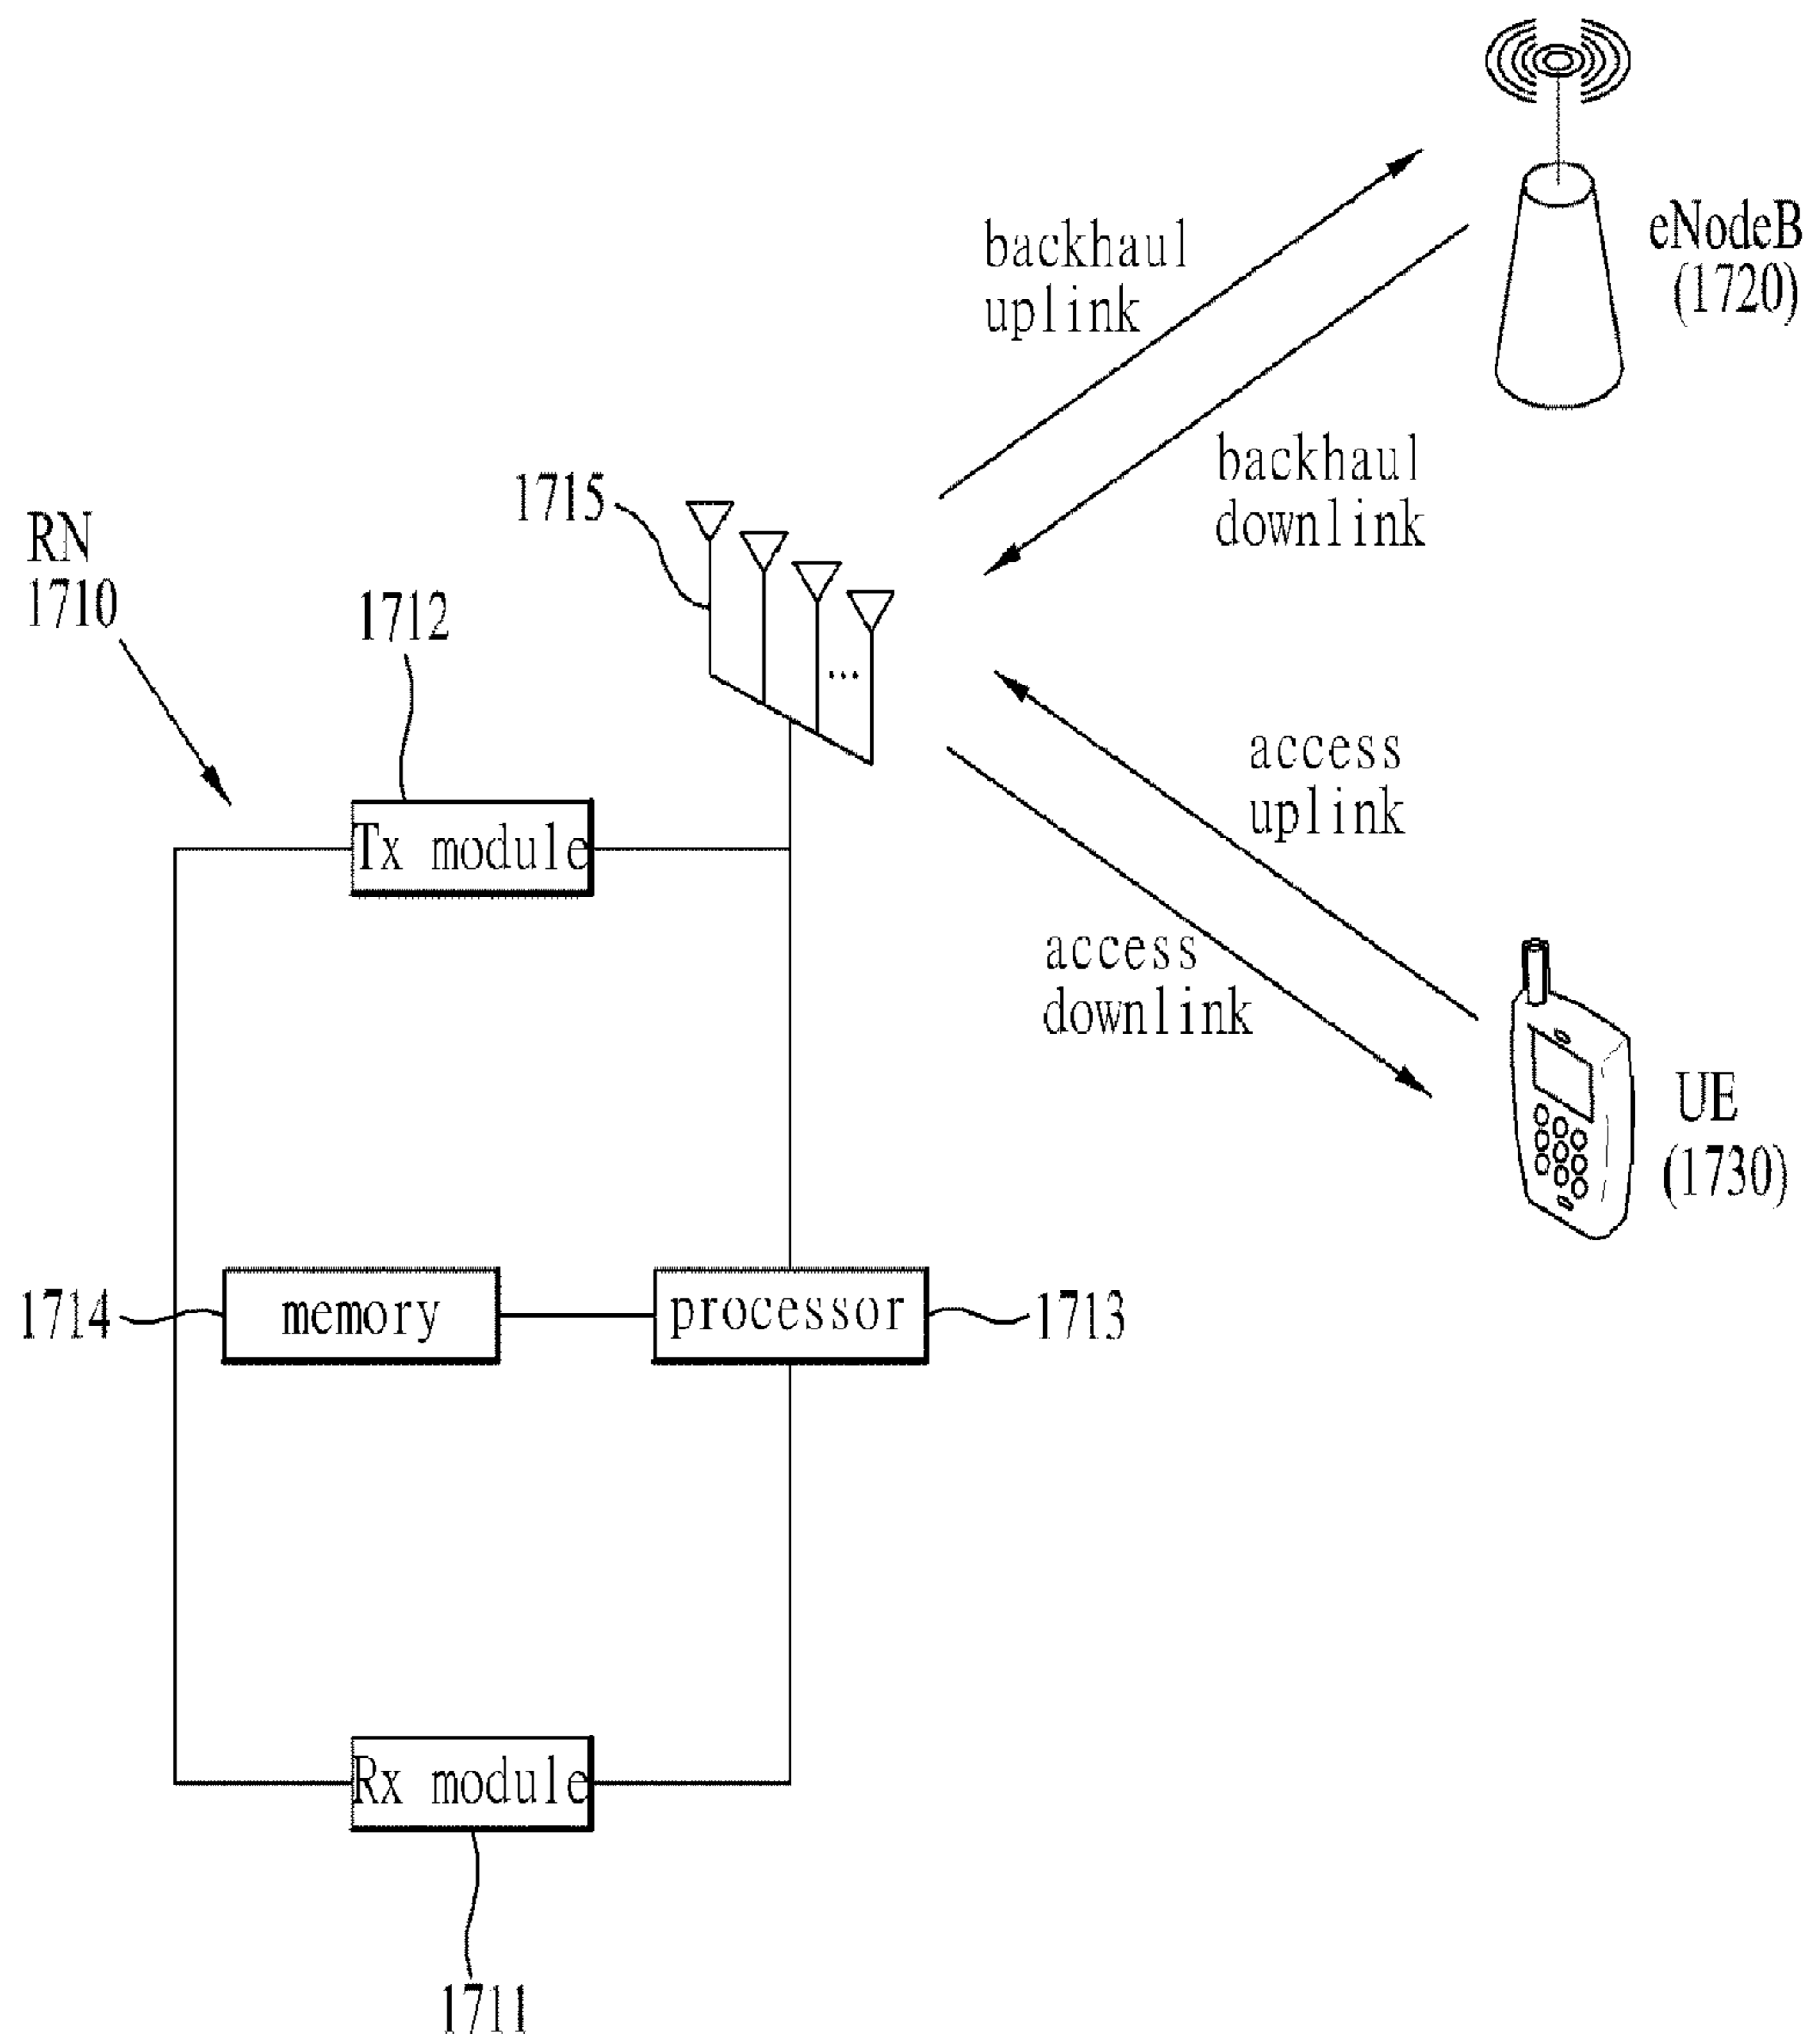 eNodeB
(1720)
backhaul
uplink
backhaul
downlink
1715
RN
1710
1712
...
Tx module
access
uplink
access
downlink
UE
(1730)
1714
memory
processor
1713
Rx module
1711